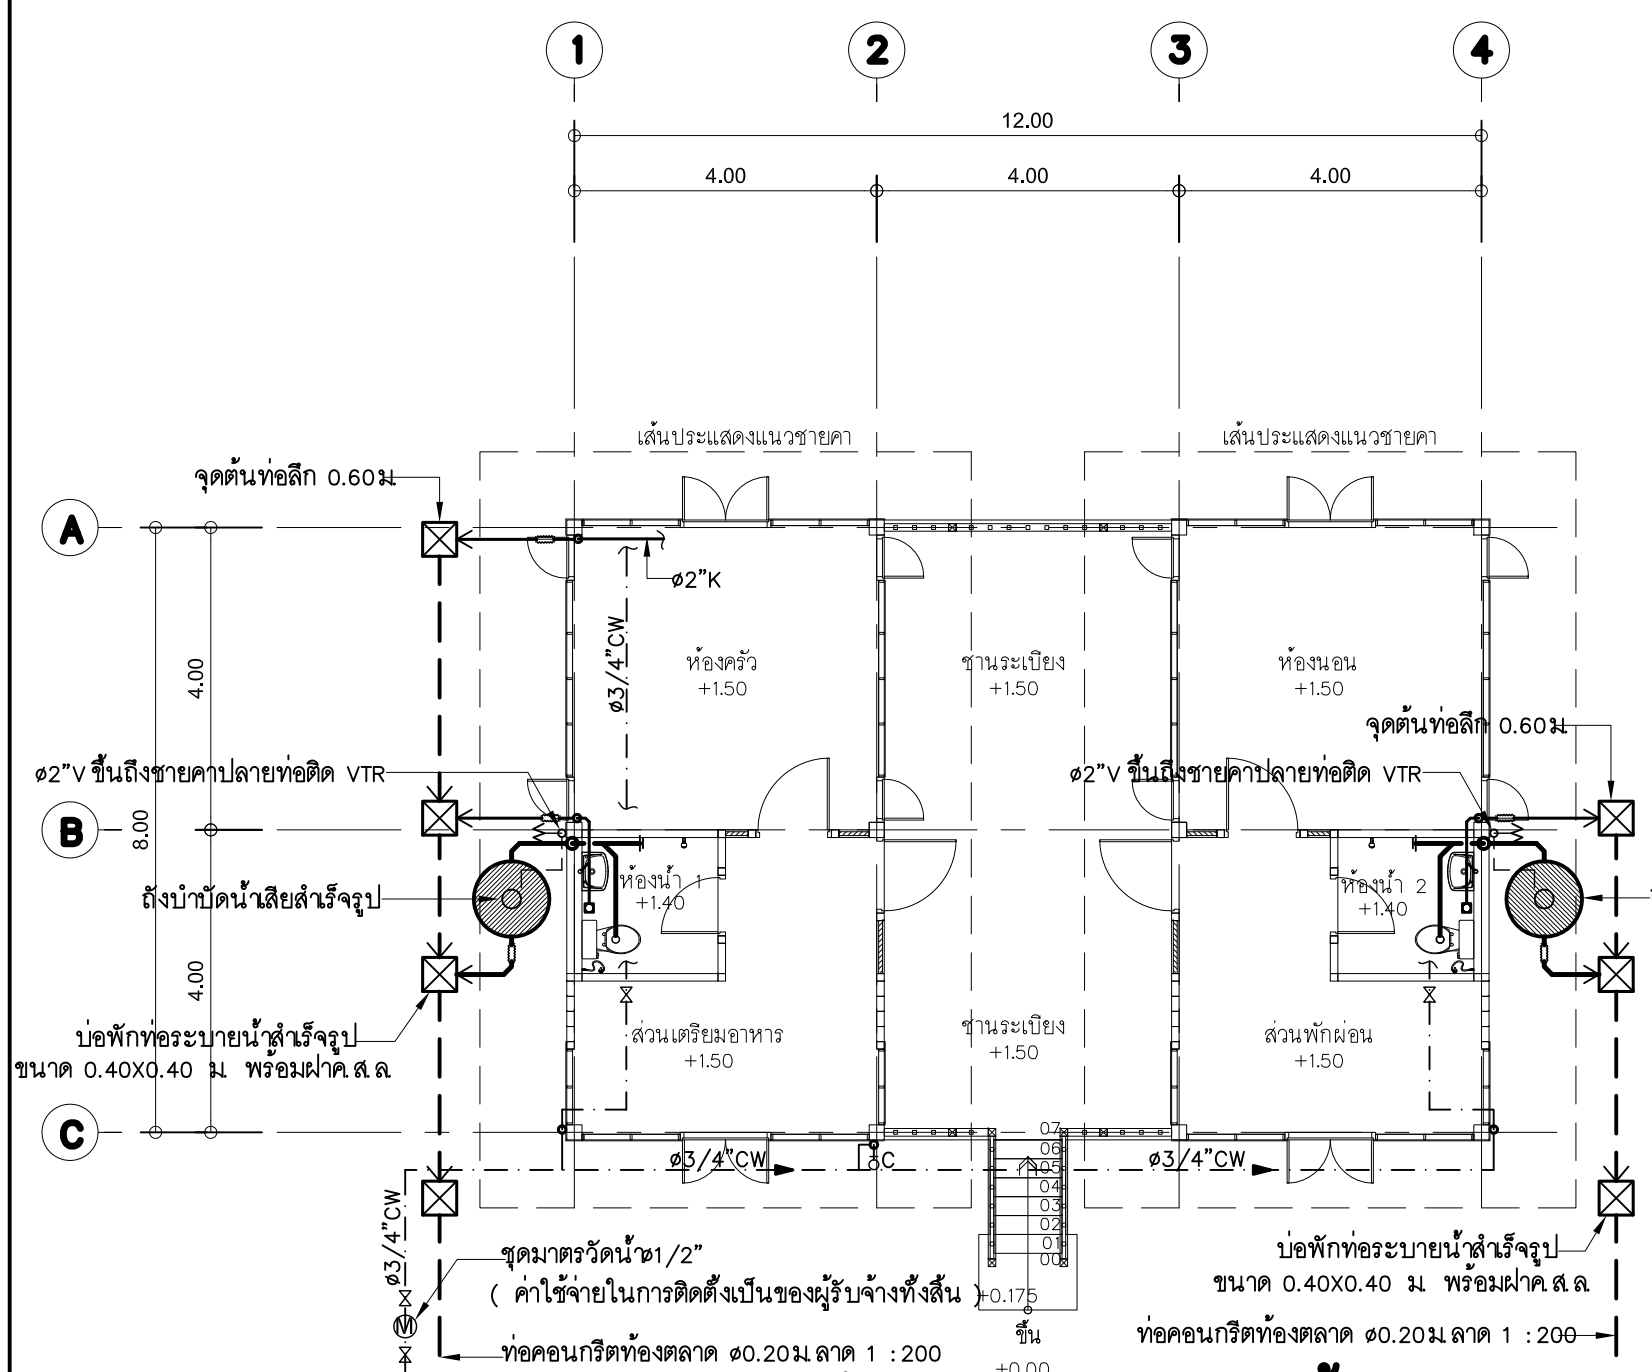 1 2 3 4
12.00
4.00 4.00 4.00
เส้นประแสดงแนวชายคา เส้นประแสดงแนวชายคา
จุดต้นท่อลึก 0.60ม.
A
ø2"K
ø3/4"CW
4.00
ห้องครัว
+1.50
ชานระเบียง
+1.50
ห้องนอน
+1.50
จุดต้นท่อลึก 0.60ม.
ø2"V ขึ้นถึงชายคาปลายท่อติด VTR
ø2"V ขึ้นถึงชายคาปลายท่อติด VTR
B
8.00
ถังบำบัดน้ำเสียสำเร็จรูป
ห้องน้ำ 1
+1.40
ห้องน้ำ 2
+1.40
4.00
บ่อพักท่อระบายน้ำสำเร็จรูป
ขนาด 0.40X0.40 ม. พร้อมฝาค.ส.ล.
ส่วนเตรียมอาหาร
+1.50
ชานระเบียง
+1.50
ส่วนพักผ่อน
+1.50
C
07
06
05
04
03
02
01
00
ø3/4"CW
C
ø3/4"CW
ø3/4"CW
ชุดมาตรวัดน้ำø1/2"
( ค่าใช้จ่ายในการติดตั้งเป็นของผู้รับจ้างทั้งสิ้น )
+0.175
บ่อพักท่อระบายน้ำสำเร็จรูป
ขนาด 0.40X0.40 ม. พร้อมฝาค.ส.ล.
M
ขึ้น
+0.00
ท่อคอนกรีตท้องตลาด ø0.20ม.ลาด 1 :200
ท่อคอนกรีตท้องตลาด ø0.20ม.ลาด 1 :200